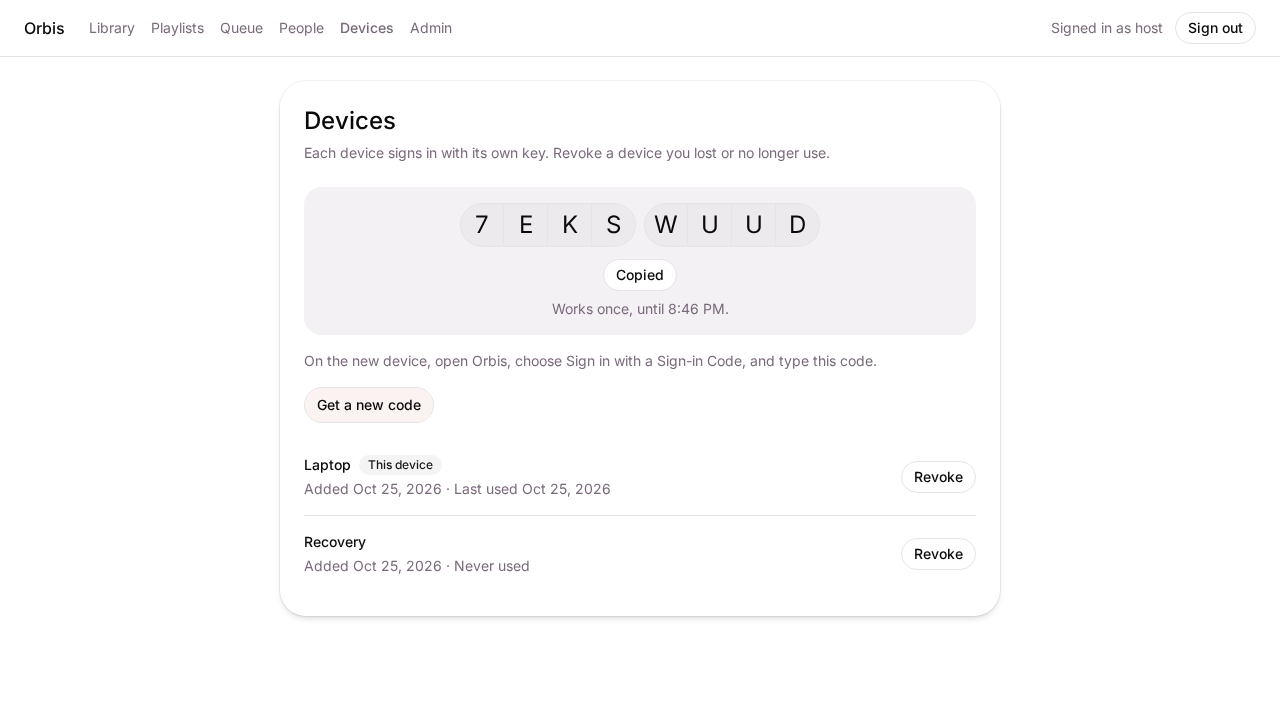 Orbis Library Playlists Queue People Devices Admin Signed in as host Sign out
Devices
Each device signs in with its own key. Revoke a device you lost or no longer use.
7 E K S W U U D
Copied
Works once, until 8:46 PM.
On the new device, open Orbis, choose Sign in with a Sign-in Code, and type this code.
Get a new code
Laptop This device
Added Oct 25, 2026 · Last used Oct 25, 2026
Revoke
Recovery
Added Oct 25, 2026 · Never used
Revoke